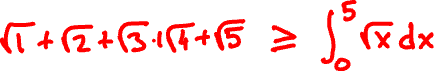 √1+√2+√3·√4+√5 ≥ ∫₀⁵ √x dx